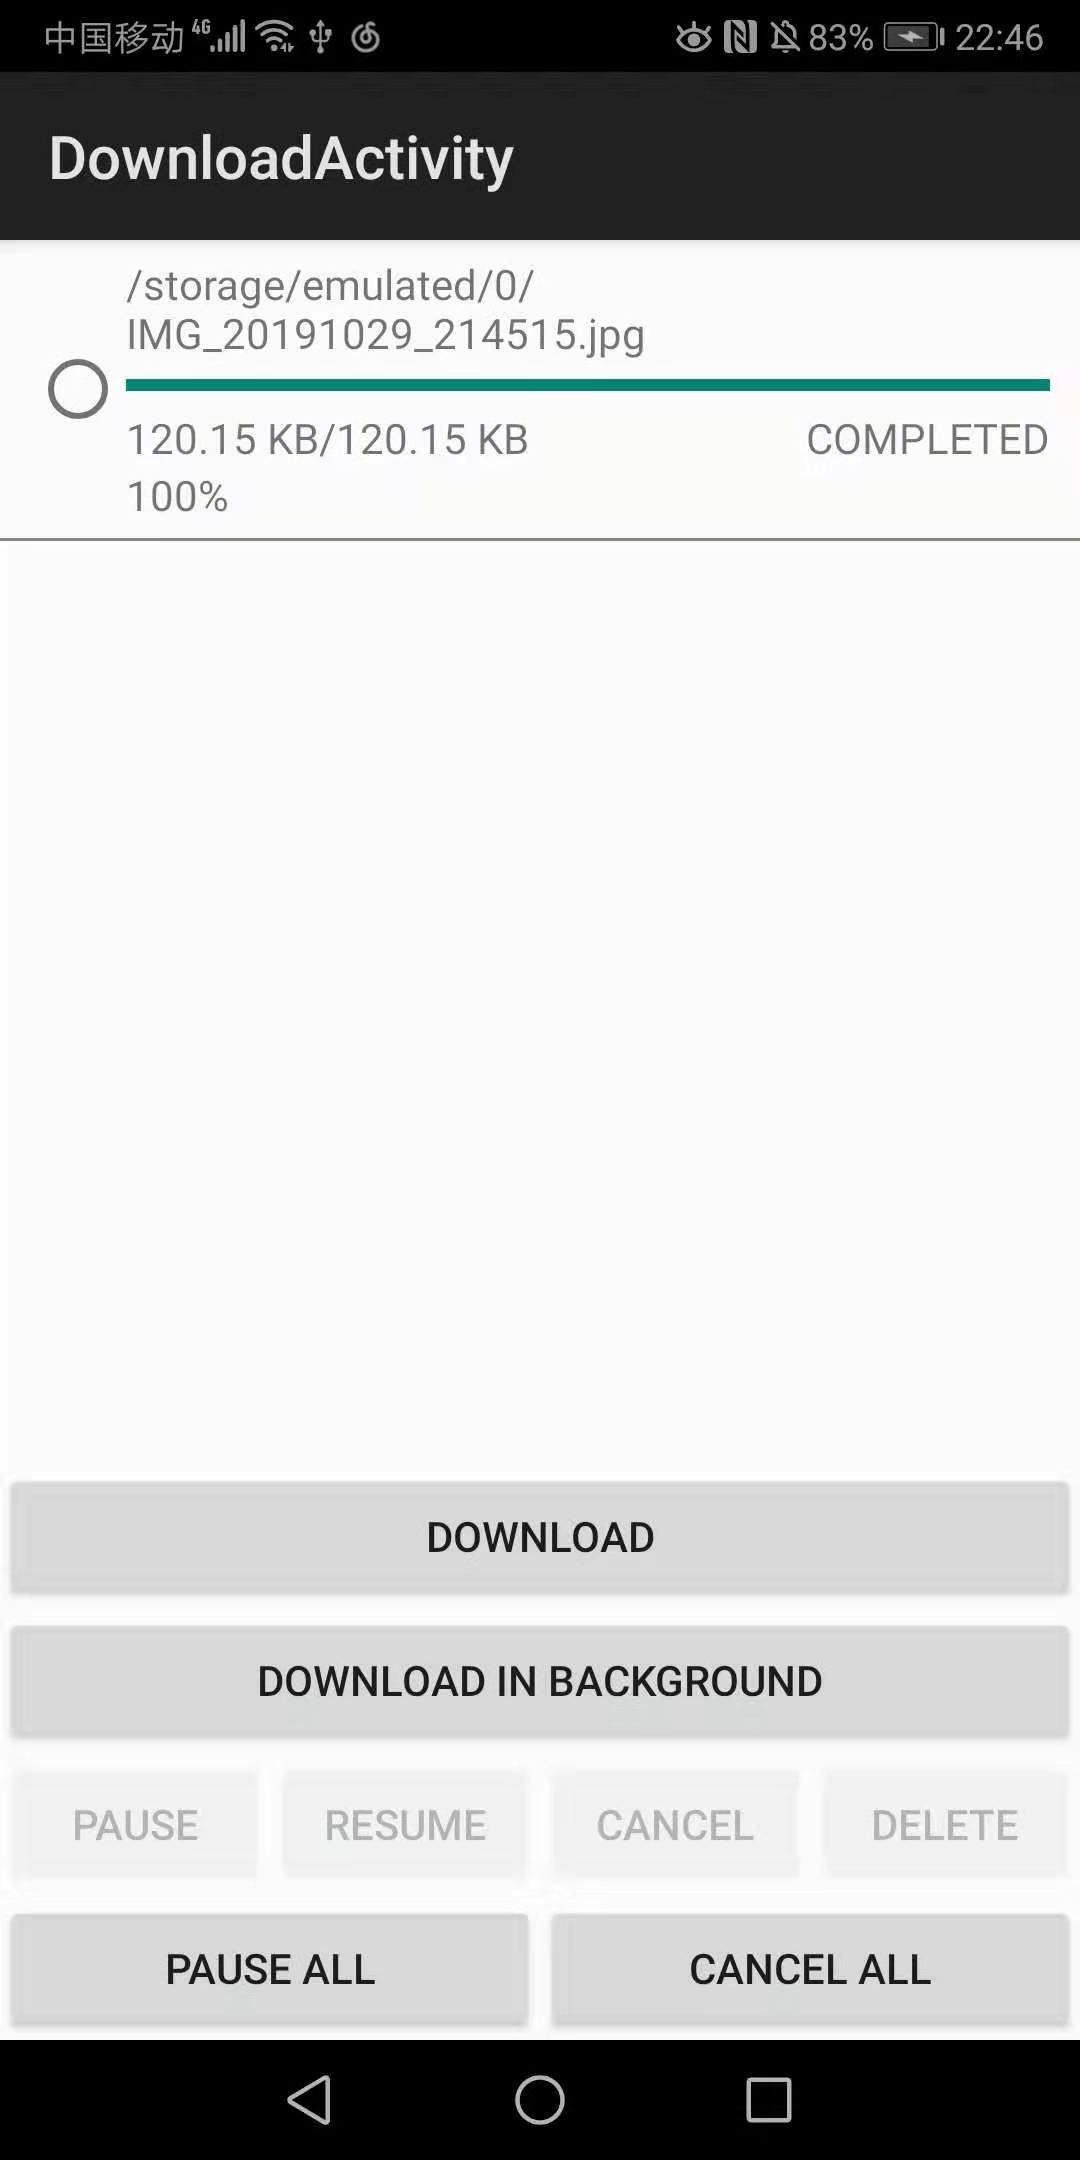 中国移动 4G 83% 22:46
DownloadActivity
/storage/emulated/0/
IMG_20191029_214515.jpg
120.15 KB/120.15 KB COMPLETED
100%
DOWNLOAD
DOWNLOAD IN BACKGROUND
PAUSE RESUME CANCEL DELETE
PAUSE ALL CANCEL ALL